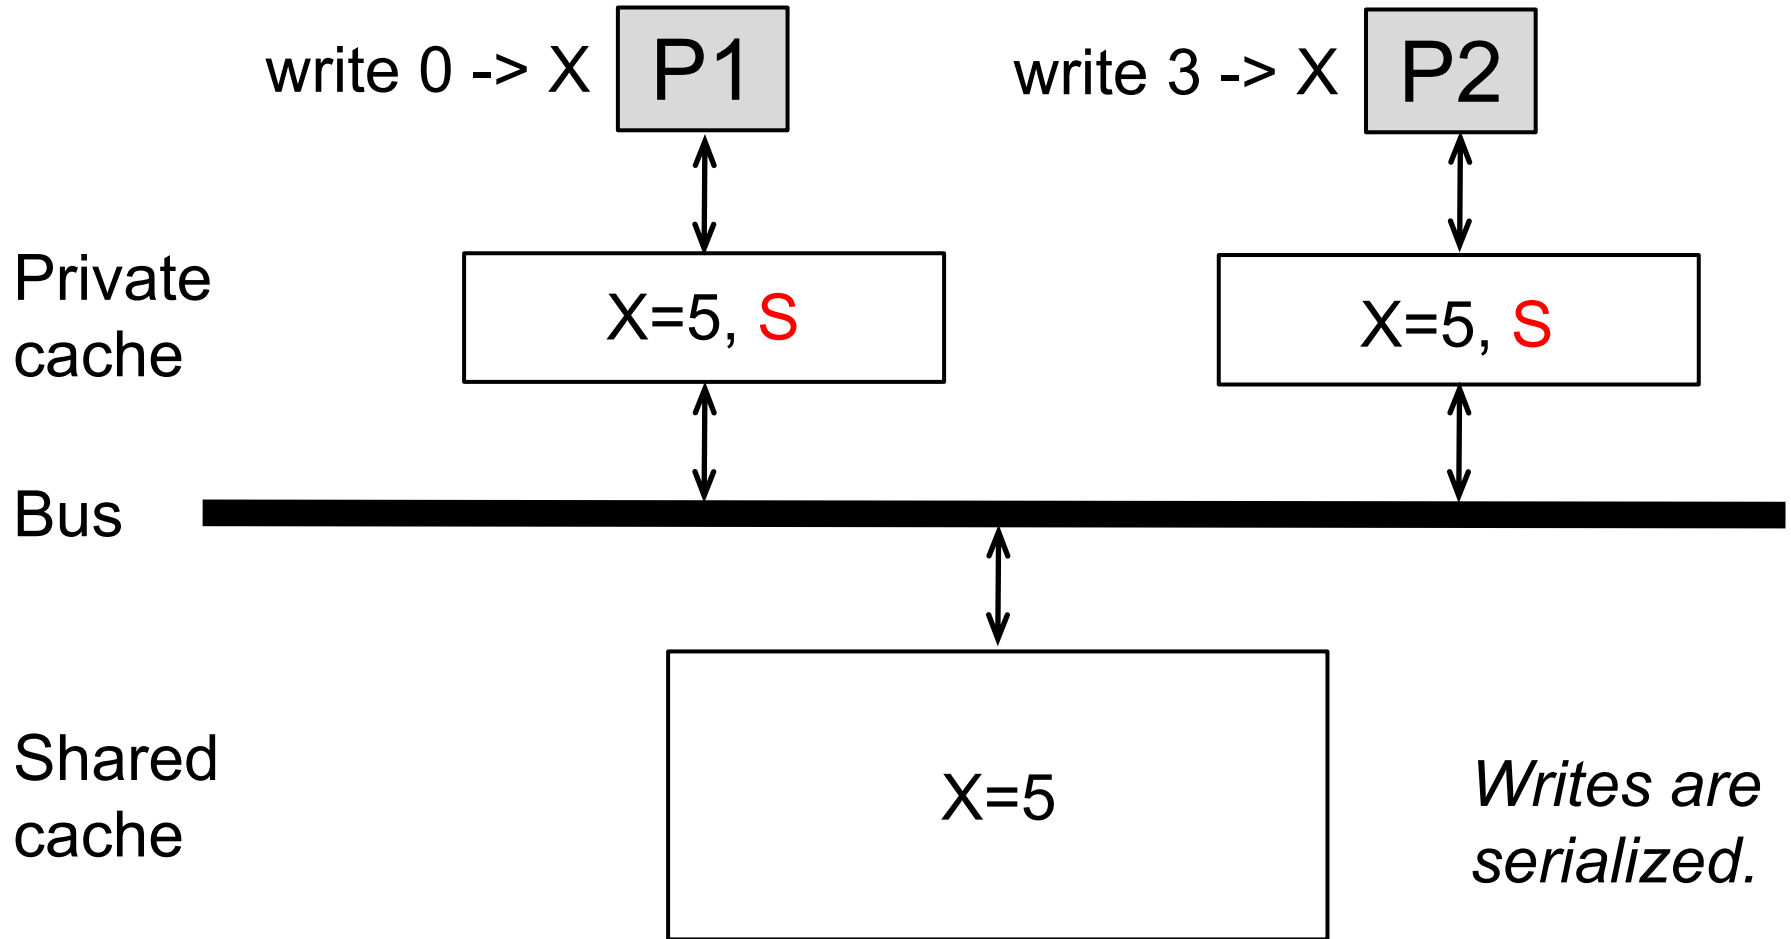 write 0 -> X
P1
write 3 -> X
P2
Private
cache
X=5, S
X=5, S
Bus
Shared
cache
X=5
Writes are
serialized.